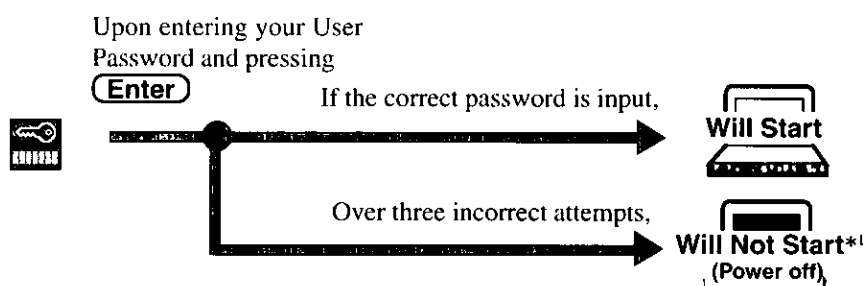 Upon entering your User
Password and pressing
Enter
If the correct password is input,
Will Start
Over three incorrect attempts,
Will Not Start*1
(Power off)